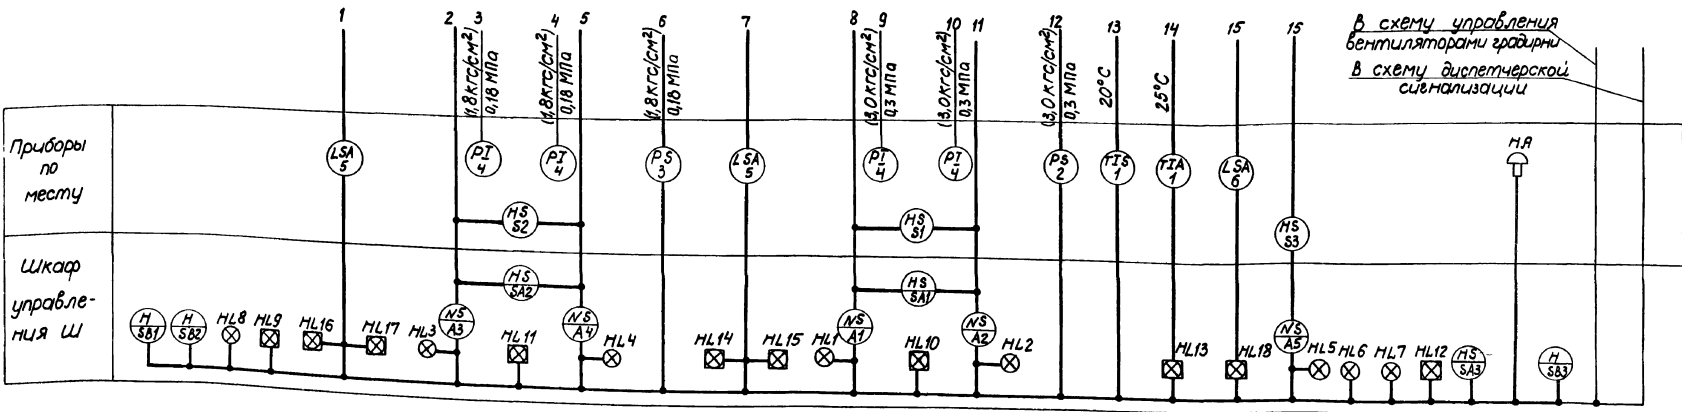 1 2 3 4 5 6 7 8 9 10 11 12 13 14 15 15
В схему управления
вентиляторами градирни
В схему диспетчерской
сигнализации
(1,8 кгс/см²)
0,18 МПа
(1,8 кгс/см²)
0,18 МПа
(1,8 кгс/см²)
0,18 МПа
(3,0 кгс/см²)
0,3 МПа
(3,0 кгс/см²)
0,3 МПа
(3,0 кгс/см²)
0,3 МПа
20°C
25°C
Приборы
по
месту
LSA
5
PI
4
PI
4
PS
3
LSA
5
PI
4
PI
4
PS
2
TIS
1
TIA
1
LSA
6
НА
HS
S2
HS
S1
HS
S3
Шкаф
управле-
ния Ш
HS
SA2
HS
SA1
H
SB1
H
SB2
HL8
HL9
HL16
HL17
HL3
NS
A3
HL11
NS
A4
HL4
HL14
HL15
HL1
NS
A1
HL10
NS
A2
HL2
HL13
HL18
NS
A5
HL5
HL6
HL7
HL12
HS
SA3
H
SB3